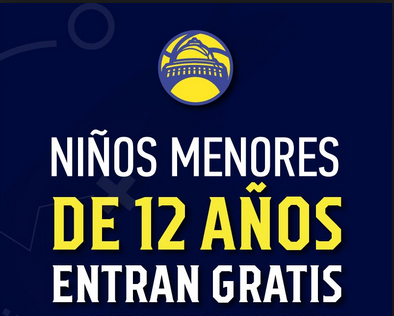 NIÑOS MENORES
DE 12 AÑOS
ENTRAN GRATIS